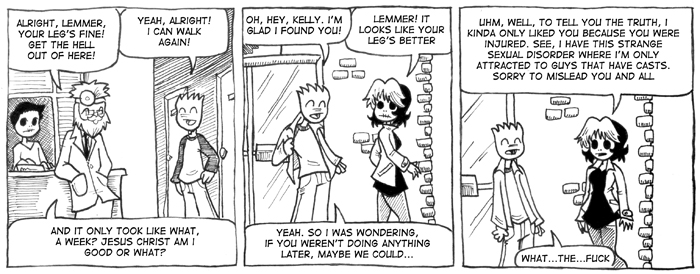 ALRIGHT, LEMMER,
YOUR LEG'S FINE!
GET THE HELL
OUT OF HERE!
YEAH, ALRIGHT!
I CAN WALK
AGAIN!
AND IT ONLY TOOK LIKE WHAT,
A WEEK? JESUS CHRIST AM I
GOOD OR WHAT?
OH, HEY, KELLY. I'M
GLAD I FOUND YOU!
LEMMER! IT
LOOKS LIKE YOUR
LEG'S BETTER
YEAH. SO I WAS WONDERING,
IF YOU WEREN'T DOING ANYTHING
LATER, MAYBE WE COULD...
UHM, WELL, TO TELL YOU THE TRUTH, I
KINDA ONLY LIKED YOU BECAUSE YOU WERE
INJURED. SEE, I HAVE THIS STRANGE
SEXUAL DISORDER WHERE I'M ONLY
ATTRACTED TO GUYS THAT HAVE CASTS.
SORRY TO MISLEAD YOU AND ALL
WHAT...THE...FUCK